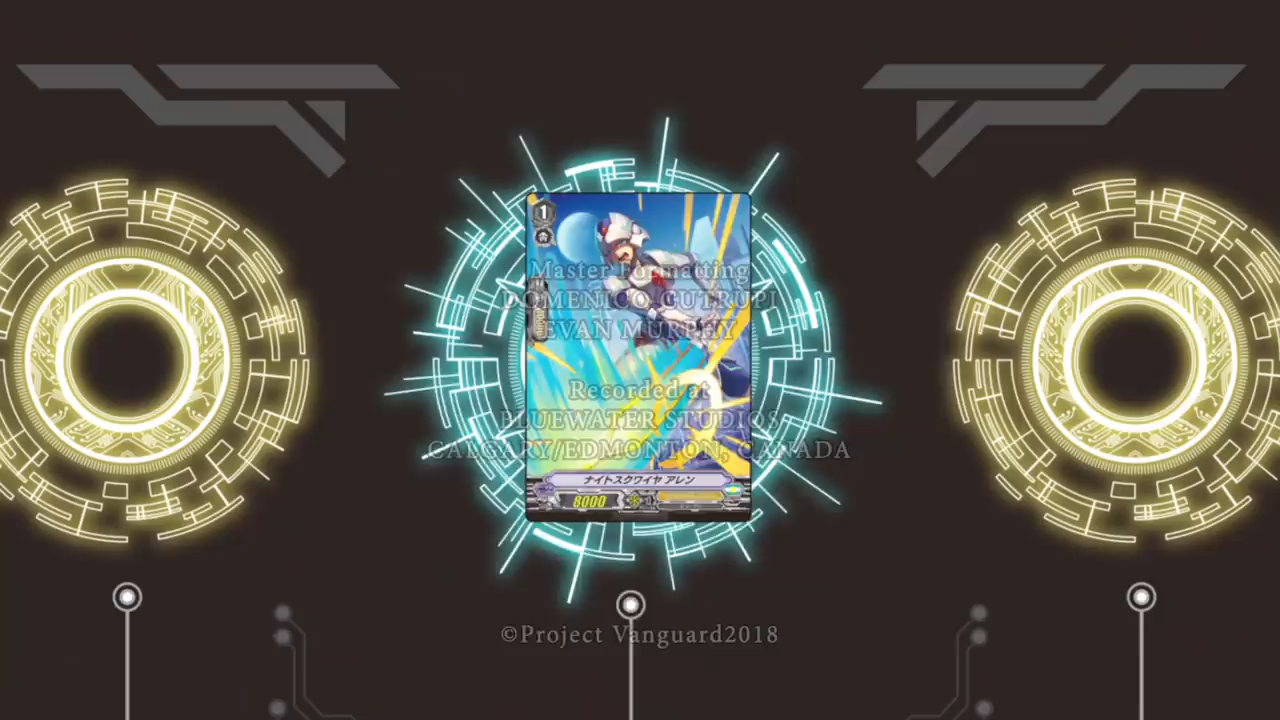 1
Master Formatting
DOMENICO CUTRUPI
EVAN MURPHY
Recorded at
BLUEWATER STUDIOS
CALGARY/EDMONTON, CANADA
ナイトスクワイヤ アレン
8000
©Project Vanguard2018